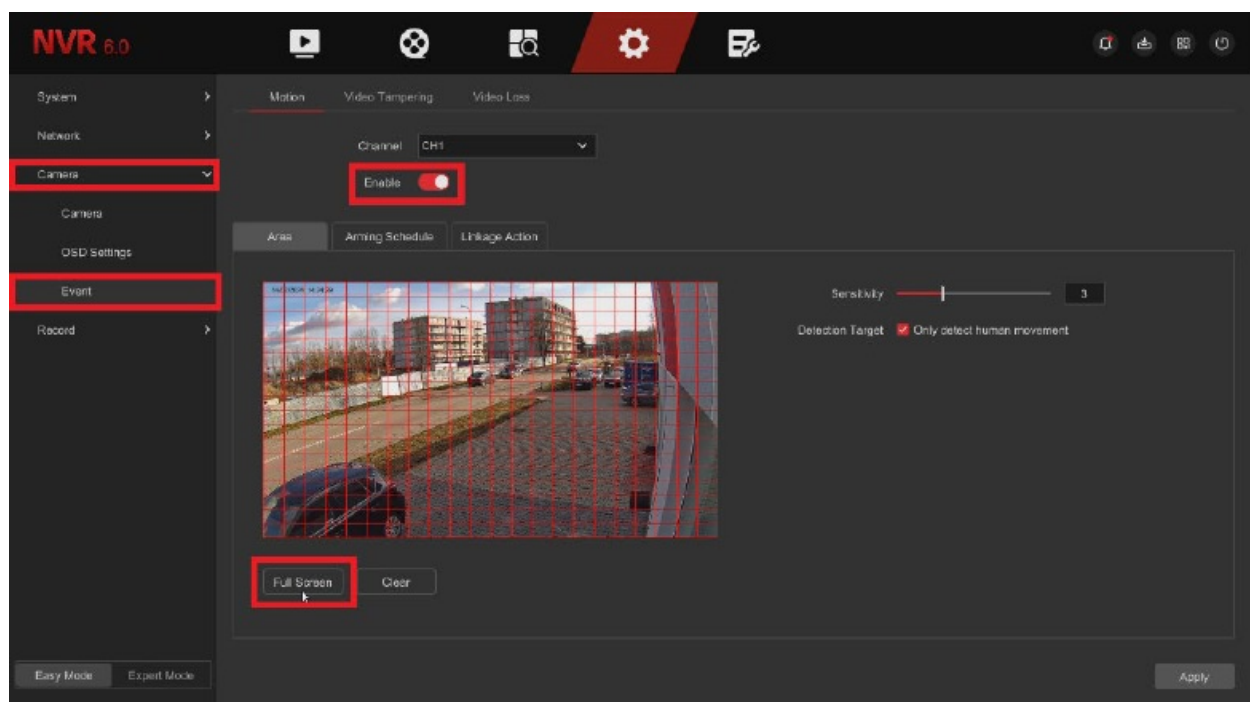 NVR 6.0
System
Network
Camera
Camera
OSD Settings
Event
Record
Easy Mode
Expert Mode
Motion Video Tampering Video Loss
Channel CH1
Enable
Area Arming Schedule Linkage Action
Sensitivity 3
Detection Target Only detect human movement
Full Screen Clear
Apply